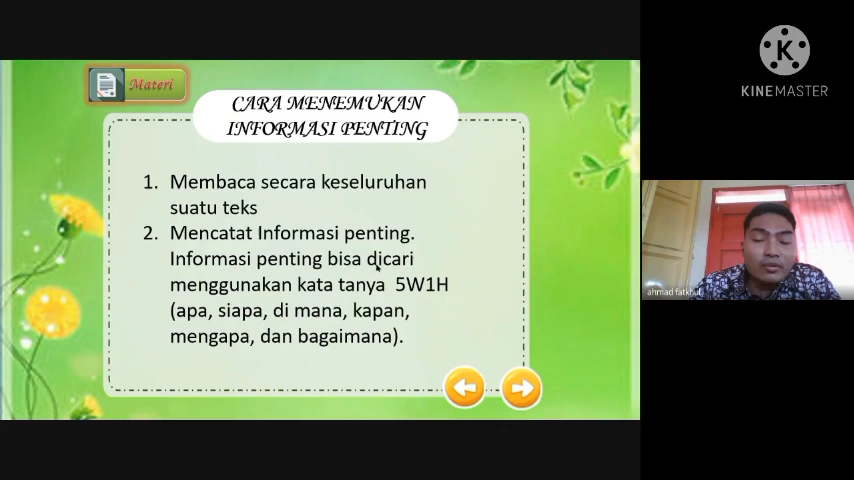 Materi
CARA MENEMUKAN
INFORMASI PENTING
1. Membaca secara keseluruhan
suatu teks
2. Mencatat Informasi penting.
Informasi penting bisa dicari
menggunakan kata tanya 5W1H
(apa, siapa, di mana, kapan,
mengapa, dan bagaimana).
KINEMASTER
ahmad fatkhul